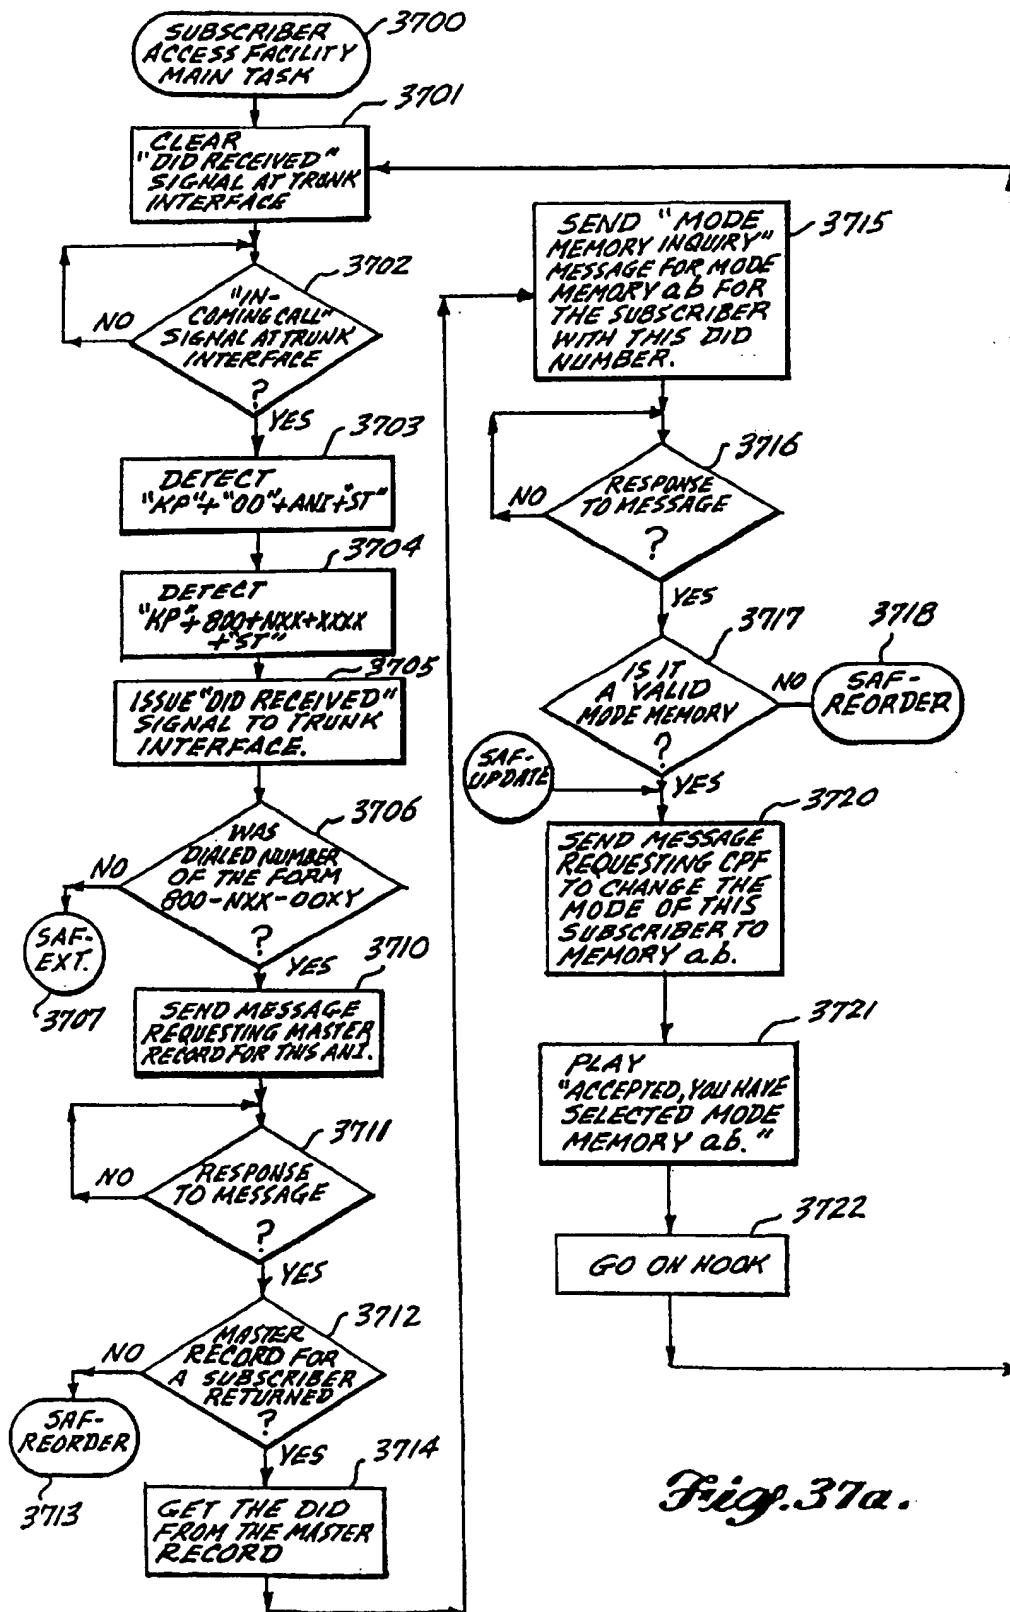 SUBSCRIBER
ACCESS FACILITY
MAIN TASK
3700
3701
CLEAR
"DID RECEIVED"
SIGNAL AT TRUNK
INTERFACE
3702
"IN-
COMING CALL"
SIGNAL AT TRUNK
INTERFACE
?
NO
YES
3703
DETECT
"KP"+"00"+ANI+"ST"
3704
DETECT
"KP"+800+NXX+XXXX
+"ST"
3705
ISSUE "DID RECEIVED"
SIGNAL TO TRUNK
INTERFACE.
3706
WAS
DIALED NUMBER
OF THE FORM
800-NXX-00XY
?
NO
SAF-
EXT.
3707
YES
3710
SEND MESSAGE
REQUESTING MASTER
RECORD FOR THIS ANI.
3711
RESPONSE
TO MESSAGE
?
NO
YES
3712
MASTER
RECORD FOR
A SUBSCRIBER
RETURNED
?
NO
SAF-
REORDER
3713
YES
3714
GET THE DID
FROM THE MASTER
RECORD
3715
SEND "MODE
MEMORY INQUIRY"
MESSAGE FOR MODE
MEMORY ab FOR
THE SUBSCRIBER
WITH THIS DID
NUMBER.
3716
RESPONSE
TO MESSAGE
?
NO
YES
3717
IS IT
A VALID
MODE MEMORY
?
NO
3718
SAF-
REORDER
YES
SAF-
UPDATE
3720
SEND MESSAGE
REQUESTING CPF
TO CHANGE THE
MODE OF THIS
SUBSCRIBER TO
MEMORY ab.
3721
PLAY
"ACCEPTED, YOU HAVE
SELECTED MODE
MEMORY ab."
3722
GO ON HOOK
Fig. 37a.